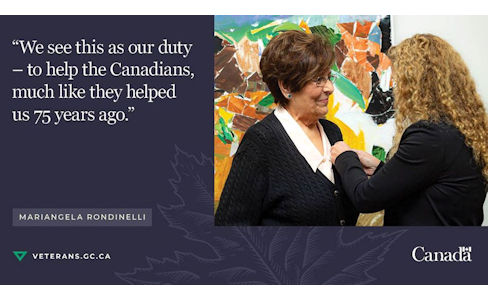 “We see this as our duty
– to help the Canadians,
much like they helped
us 75 years ago.”
MARIANGELA RONDINELLI
VETERANS.GC.CA
Canada